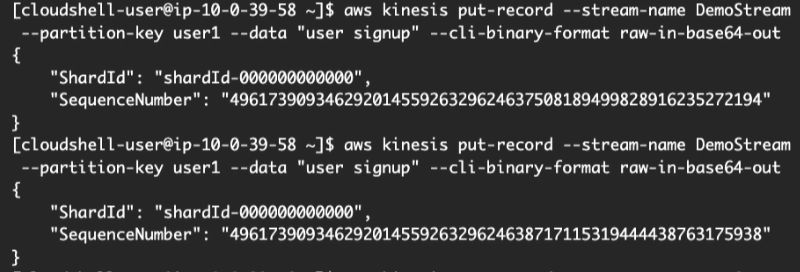 [cloudshell-user@ip-10-0-39-58 ~]$ aws kinesis put-record --stream-name DemoStream
--partition-key user1 --data "user signup" --cli-binary-format raw-in-base64-out
{
    "ShardId": "shardId-000000000000",
    "SequenceNumber": "49617390934629201455926329624637508189499828916235272194"
}
[cloudshell-user@ip-10-0-39-58 ~]$ aws kinesis put-record --stream-name DemoStream
--partition-key user1 --data "user signup" --cli-binary-format raw-in-base64-out
{
    "ShardId": "shardId-000000000000",
    "SequenceNumber": "49617390934629201455926329624638717115319444438763175938"
}